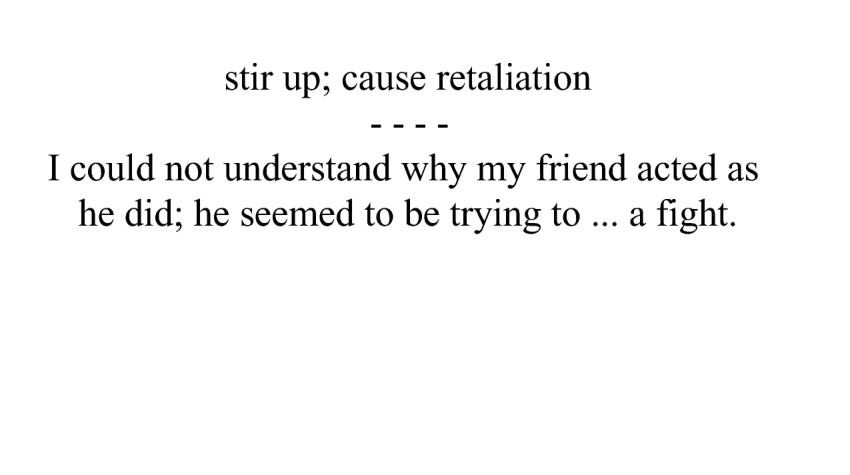 stir up; cause retaliation
- - - -
I could not understand why my friend acted as
he did; he seemed to be trying to ... a fight.